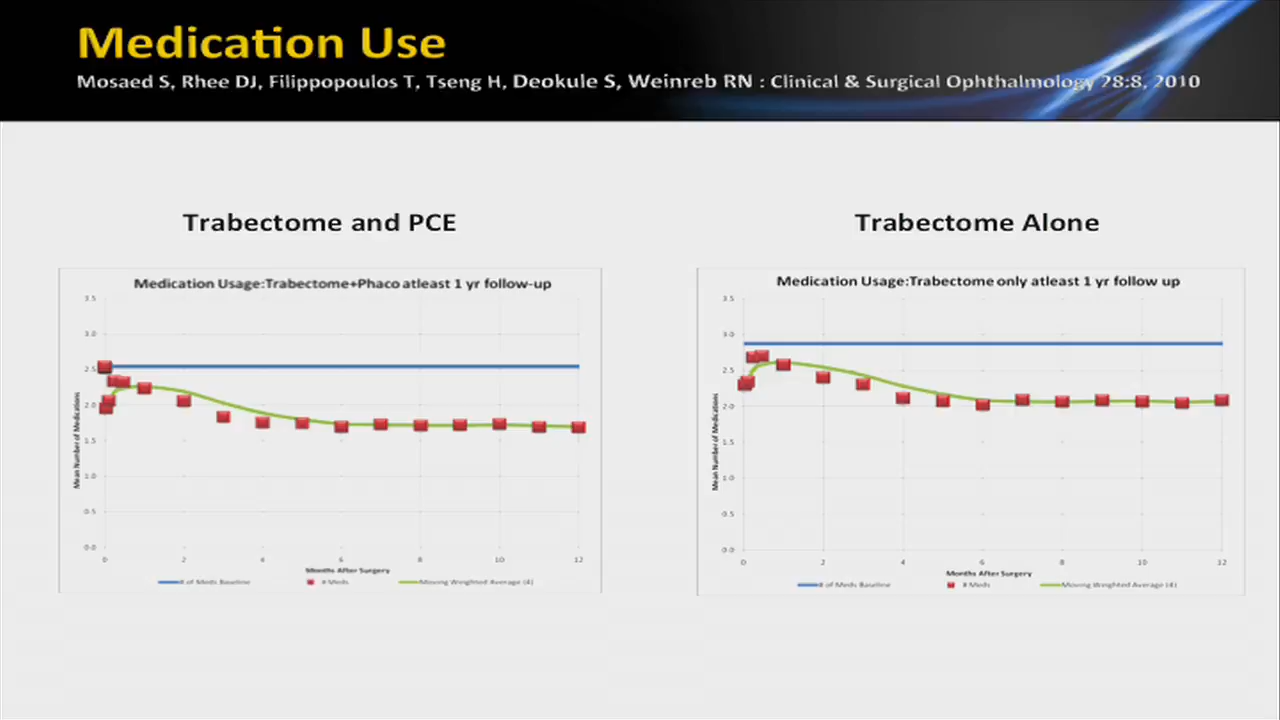 Medication Use
Mosaed S, Rhee DJ, Filippopoulos T, Tseng H, Deokule S, Weinreb RN : Clinical & Surgical Ophthalmology 28:8, 2010
Trabectome and PCE
Trabectome Alone
Medication Usage:Trabectome+Phaco atleast 1 yr follow-up
3.5
3.0
2.5
2.0
1.5
1.0
0.5
0.0
Mean Number of Medications
0 2 4 6 8 10 12
Months After Surgery
# of Meds Baseline # Meds Moving Weighted Average (4)
Medication Usage:Trabectome only atleast 1 yr follow up
3.5
3.0
2.5
2.0
1.5
1.0
0.5
0.0
Mean Number of Medications
0 2 4 6 8 10 12
Months After Surgery
# of Meds Baseline # Meds Moving Weighted Average (4)